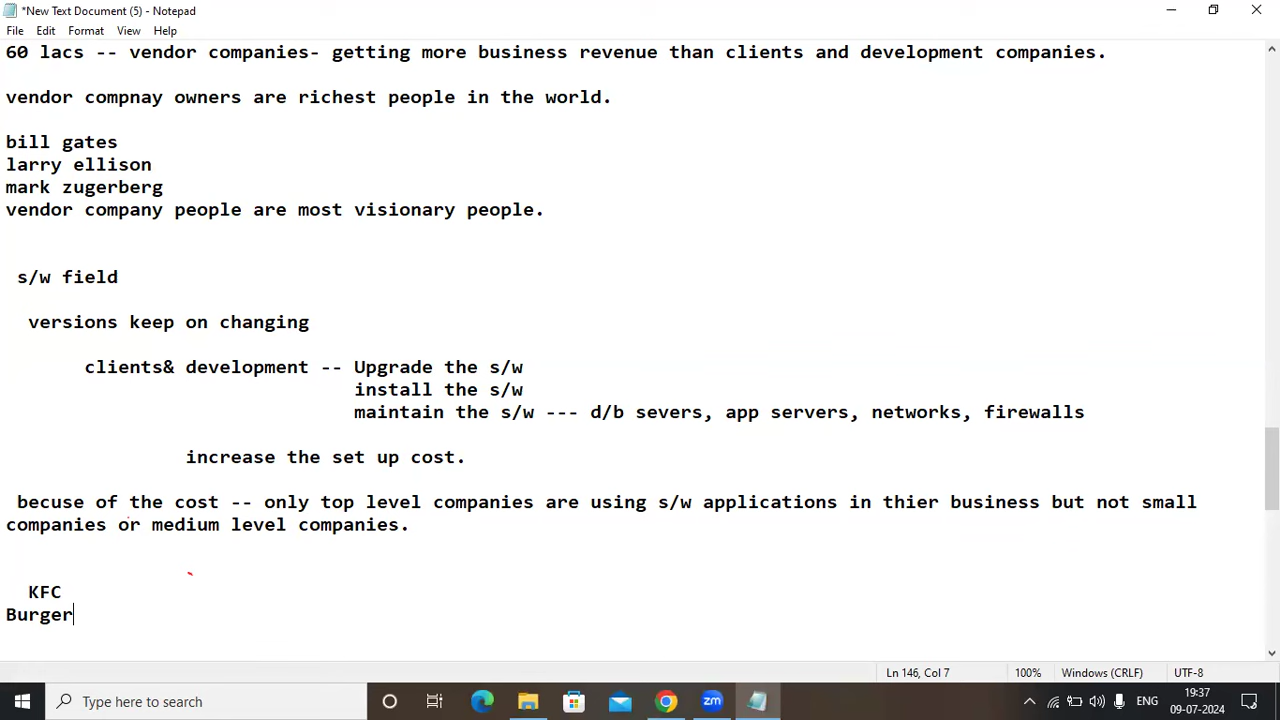 *New Text Document (5) - Notepad
File Edit Format View Help
60 lacs -- vendor companies- getting more business revenue than clients and development companies.
vendor compnay owners are richest people in the world.
bill gates
larry ellison
mark zugerberg
vendor company people are most visionary people.
s/w field
versions keep on changing
clients& development -- Upgrade the s/w
install the s/w
maintain the s/w --- d/b severs, app servers, networks, firewalls
increase the set up cost.
becuse of the cost -- only top level companies are using s/w applications in thier business but not small
companies or medium level companies.
KFC
Burger
Ln 146, Col 7 100% Windows (CRLF) UTF-8
Type here to search
zm
ENG
19:37
09-07-2024